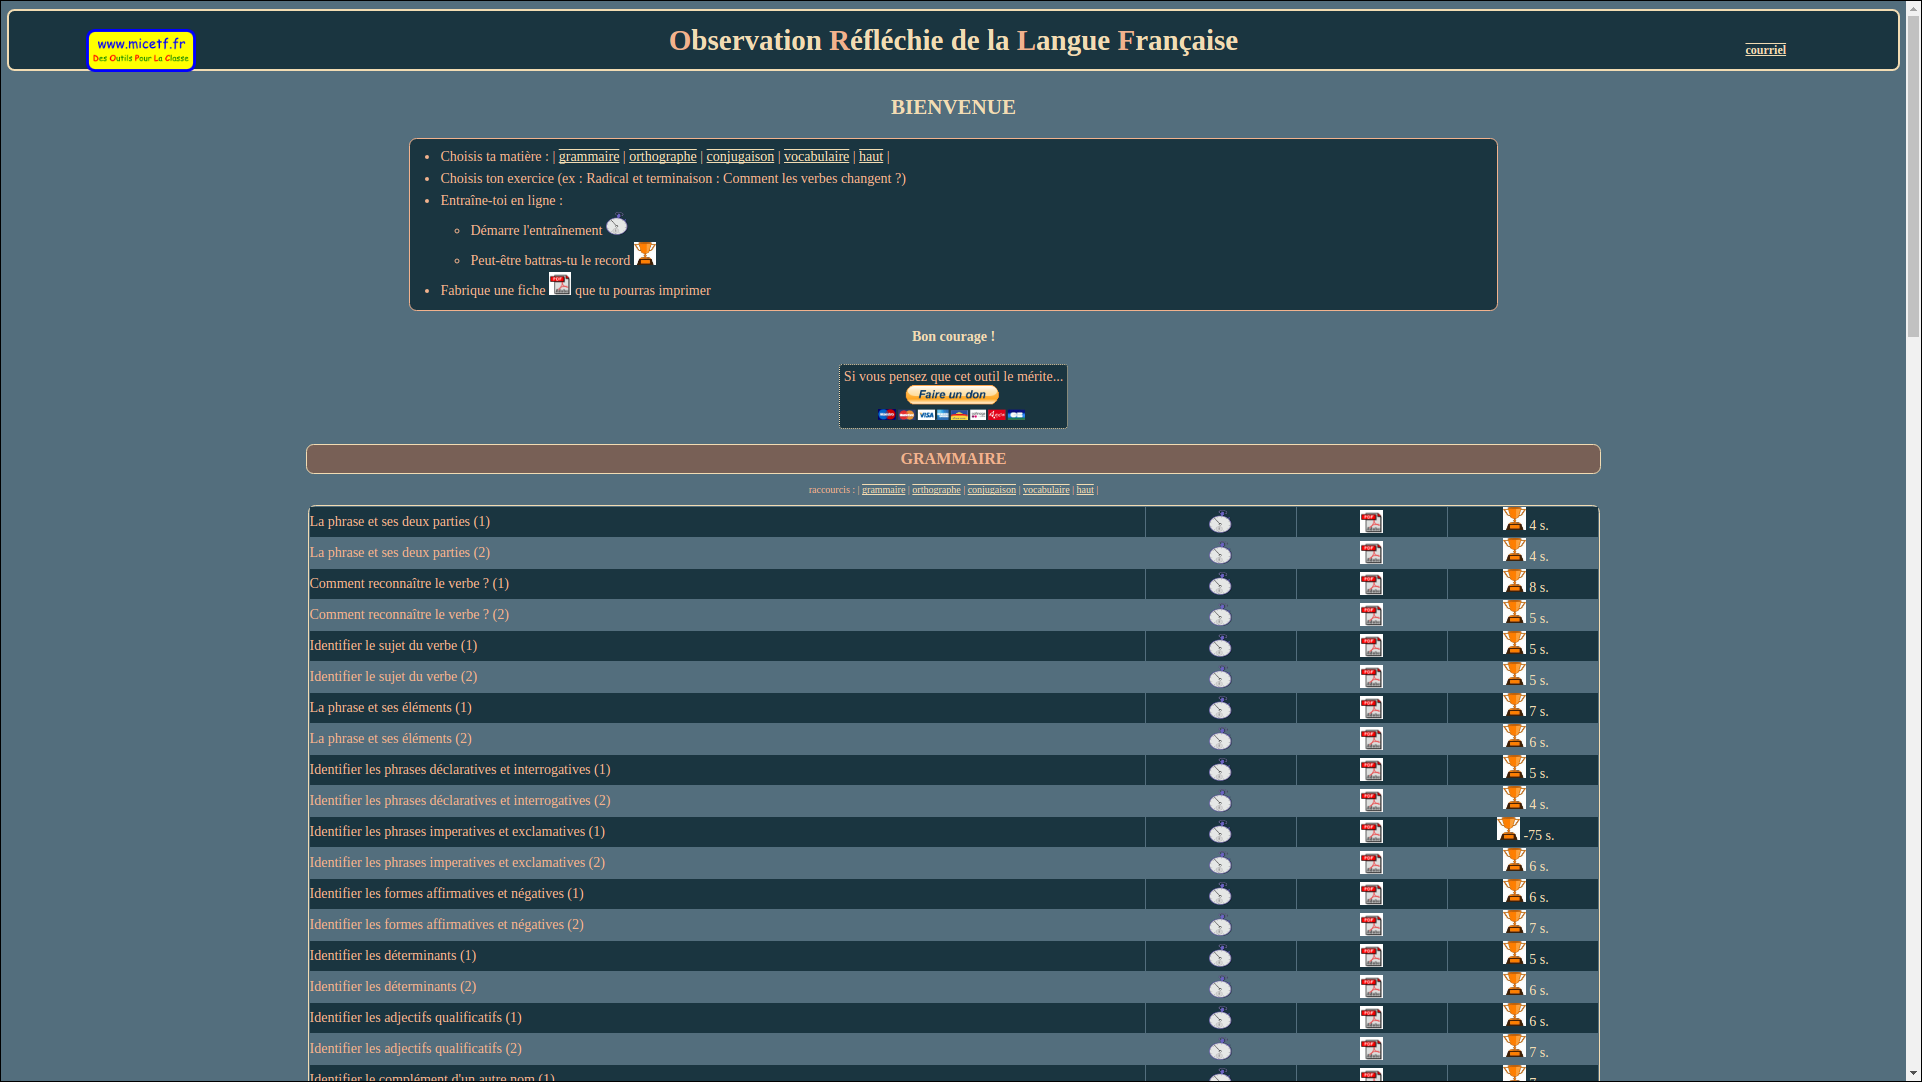 www.micetf.fr
Des Outils Pour La Classe
Observation Réfléchie de la Langue Française
courriel
BIENVENUE
Choisis ta matière : | grammaire | orthographe | conjugaison | vocabulaire | haut |
Choisis ton exercice (ex : Radical et terminaison : Comment les verbes changent ?)
Entraîne-toi en ligne :
Démarre l'entraînement
Peut-être battras-tu le record
Fabrique une fiche que tu pourras imprimer
Bon courage !
Si vous pensez que cet outil le mérite...
Faire un don
GRAMMAIRE
raccourcis : | grammaire | orthographe | conjugaison | vocabulaire | haut |
La phrase et ses deux parties (1) 4 s.
La phrase et ses deux parties (2) 4 s.
Comment reconnaître le verbe ? (1) 8 s.
Comment reconnaître le verbe ? (2) 5 s.
Identifier le sujet du verbe (1) 5 s.
Identifier le sujet du verbe (2) 5 s.
La phrase et ses éléments (1) 7 s.
La phrase et ses éléments (2) 6 s.
Identifier les phrases déclaratives et interrogatives (1) 5 s.
Identifier les phrases déclaratives et interrogatives (2) 4 s.
Identifier les phrases imperatives et exclamatives (1) -75 s.
Identifier les phrases imperatives et exclamatives (2) 6 s.
Identifier les formes affirmatives et négatives (1) 6 s.
Identifier les formes affirmatives et négatives (2) 7 s.
Identifier les déterminants (1) 5 s.
Identifier les déterminants (2) 6 s.
Identifier les adjectifs qualificatifs (1) 6 s.
Identifier les adjectifs qualificatifs (2) 7 s.
Identifier le complément d'un autre nom (1)